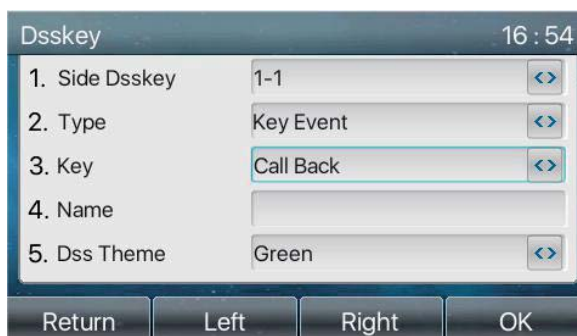 Dsskey 16:54
1. Side Dsskey 1-1
2. Type Key Event
3. Key Call Back
4. Name
5. Dss Theme Green
Return Left Right OK